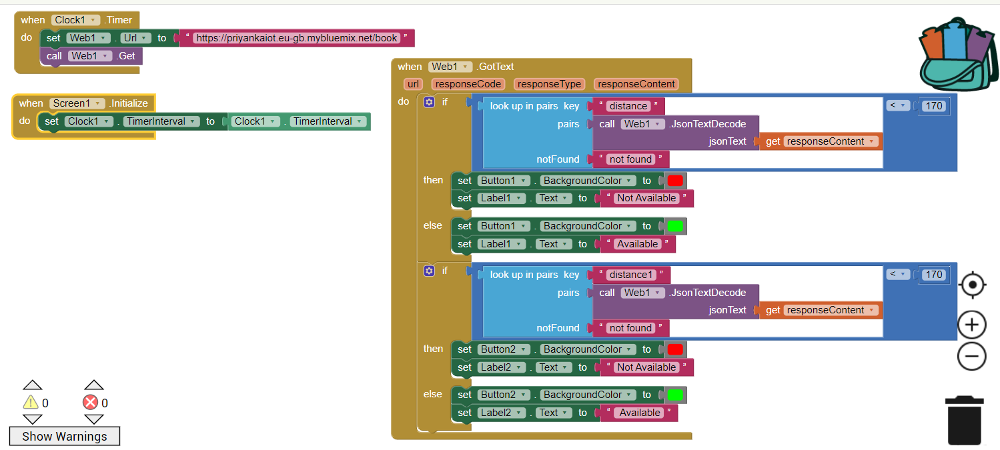 when Clock1 .Timer
do set Web1 . Url to “ https://priyankaiot.eu-gb.mybluemix.net/book ”
call Web1 .Get
when Screen1 .Initialize
do set Clock1 . TimerInterval to Clock1 . TimerInterval
when Web1 .GotText
url responseCode responseType responseContent
do if look up in pairs key “ distance ” < 170
pairs call Web1 .JsonTextDecode
jsonText get responseContent
notFound “ not found ”
then set Button1 . BackgroundColor to
set Label1 . Text to “ Not Available ”
else set Button1 . BackgroundColor to
set Label1 . Text to “ Available ”
if look up in pairs key “ distance1 ” < 170
pairs call Web1 .JsonTextDecode
jsonText get responseContent
notFound “ not found ”
then set Button2 . BackgroundColor to
set Label2 . Text to “ Not Available ”
else set Button2 . BackgroundColor to
set Label2 . Text to “ Available ”
0 0
Show Warnings